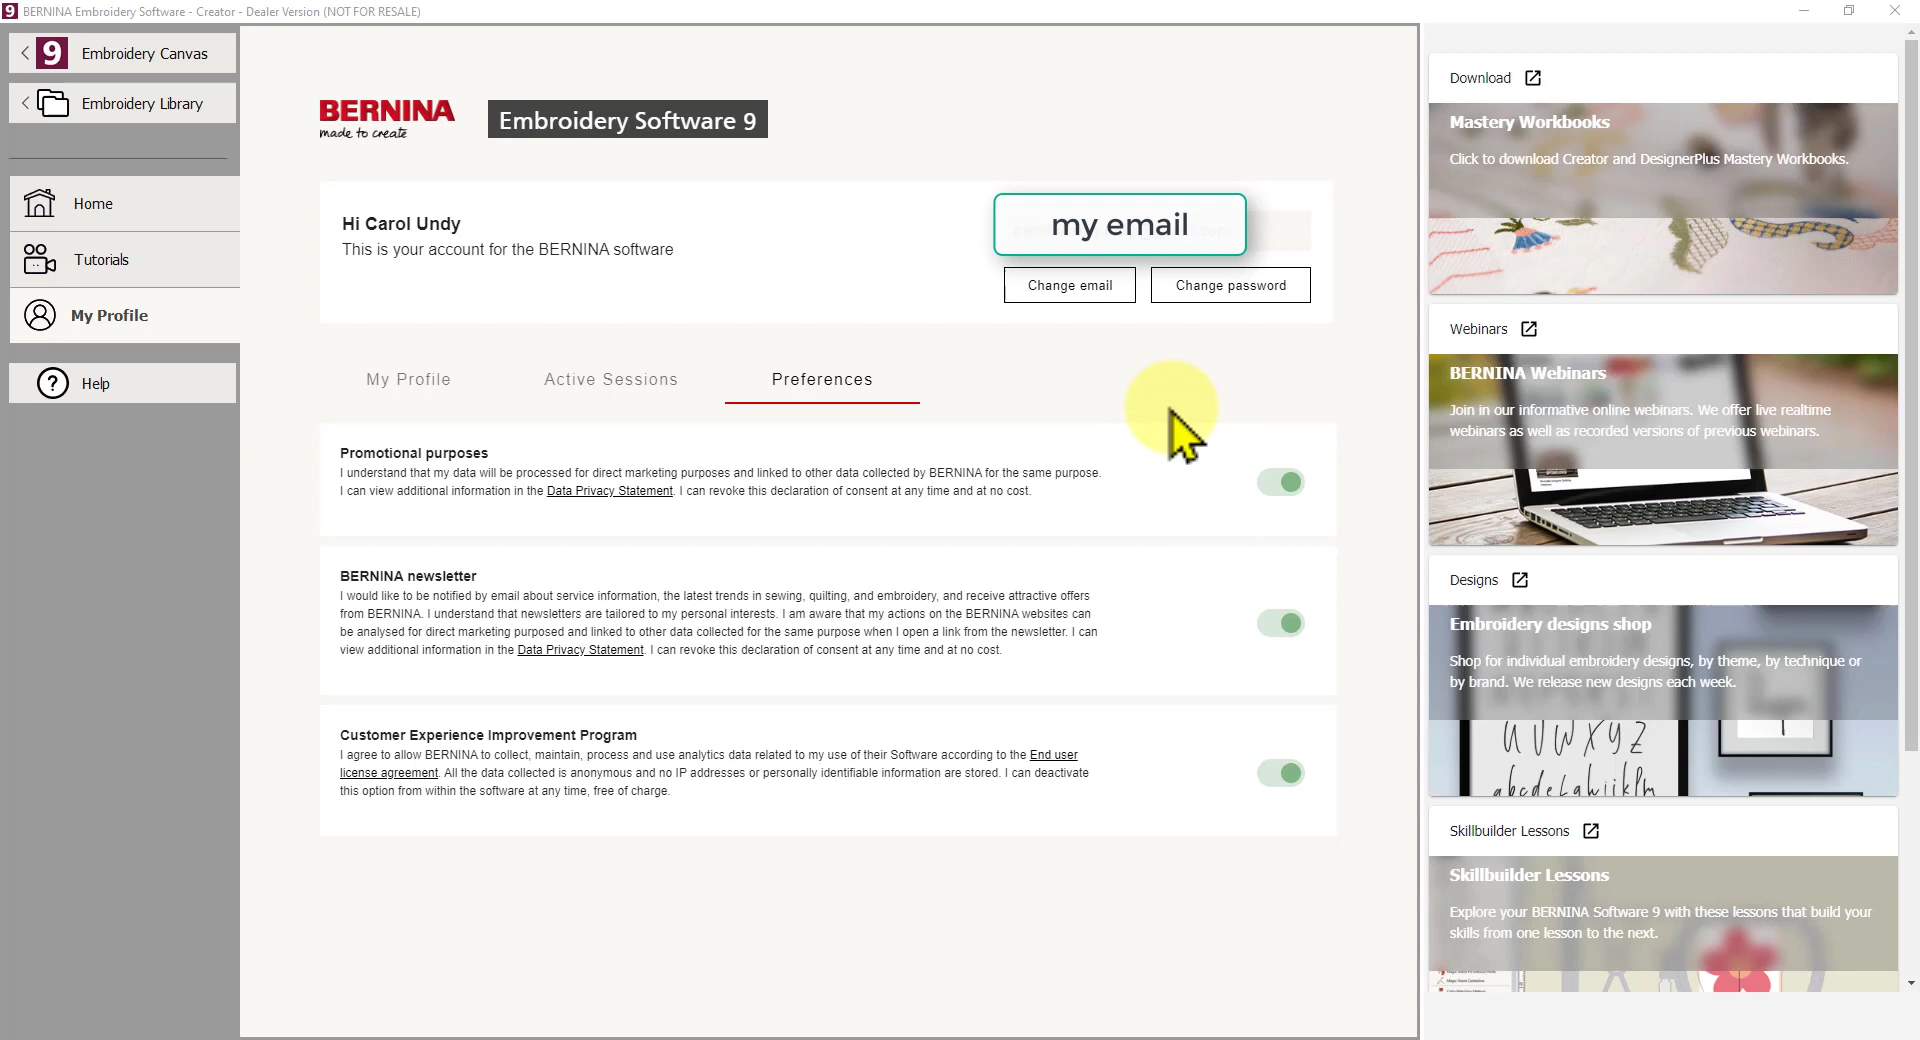 9 BERNINA Embroidery Software - Creator - Dealer Version (NOT FOR RESALE)
9 Embroidery Canvas
Embroidery Library
Home
Tutorials
My Profile
? Help
BERNINA
made to create
Embroidery Software 9
Hi Carol Undy
This is your account for the BERNINA software
my email
Change email
Change password
My Profile
Active Sessions
Preferences
Promotional purposes
I understand that my data will be processed for direct marketing purposes and linked to other data collected by BERNINA for the same purpose.
I can view additional information in the Data Privacy Statement. I can revoke this declaration of consent at any time and at no cost.
BERNINA newsletter
I would like to be notified by email about service information, the latest trends in sewing, quilting, and embroidery, and receive attractive offers
from BERNINA. I understand that newsletters are tailored to my personal interests. I am aware that my actions on the BERNINA websites can
be analysed for direct marketing purposed and linked to other data collected for the same purpose when I open a link from the newsletter. I can
view additional information in the Data Privacy Statement. I can revoke this declaration of consent at any time and at no cost.
Customer Experience Improvement Program
I agree to allow BERNINA to collect, maintain, process and use analytics data related to my use of their Software according to the End user
license agreement. All the data collected is anonymous and no IP addresses or personally identifiable information are stored. I can deactivate
this option from within the software at any time, free of charge.
Download
Mastery Workbooks
Click to download Creator and DesignerPlus Mastery Workbooks.
Webinars
BERNINA Webinars
Join in our informative online webinars. We offer live realtime
webinars as well as recorded versions of previous webinars.
Designs
Embroidery designs shop
Shop for individual embroidery designs, by theme, by technique or
by brand. We release new designs each week.
U V W X Y Z
Skillbuilder Lessons
Skillbuilder Lessons
Explore your BERNINA Software 9 with these lessons that build your
skills from one lesson to the next.